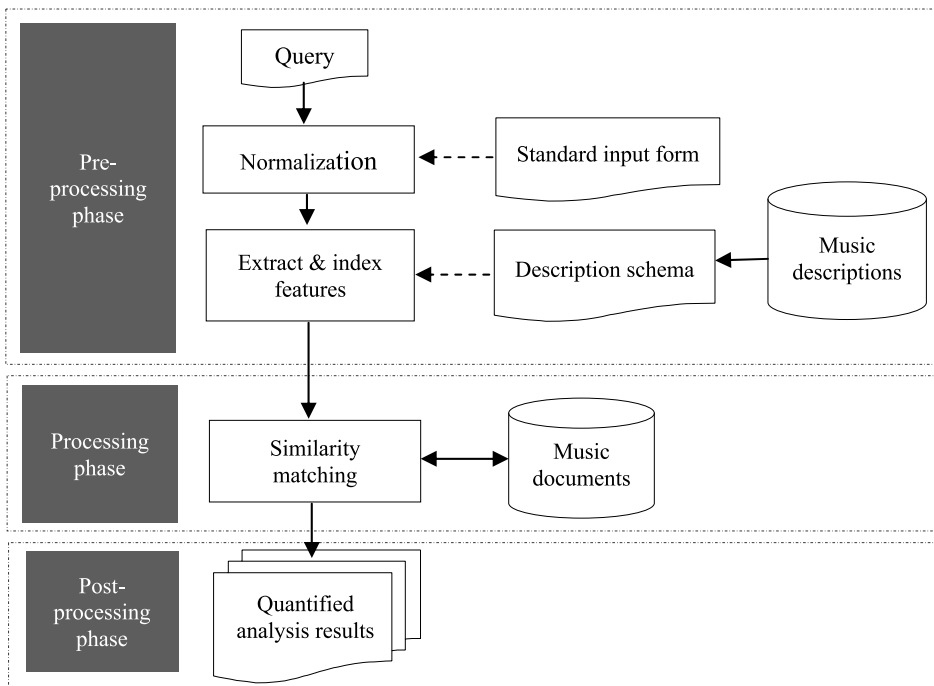 Pre-
processing
phase
Query
Normalization
Standard input form
Extract & index
features
Description schema
Music
descriptions
Processing
phase
Similarity
matching
Music
documents
Post-
processing
phase
Quantified
analysis results